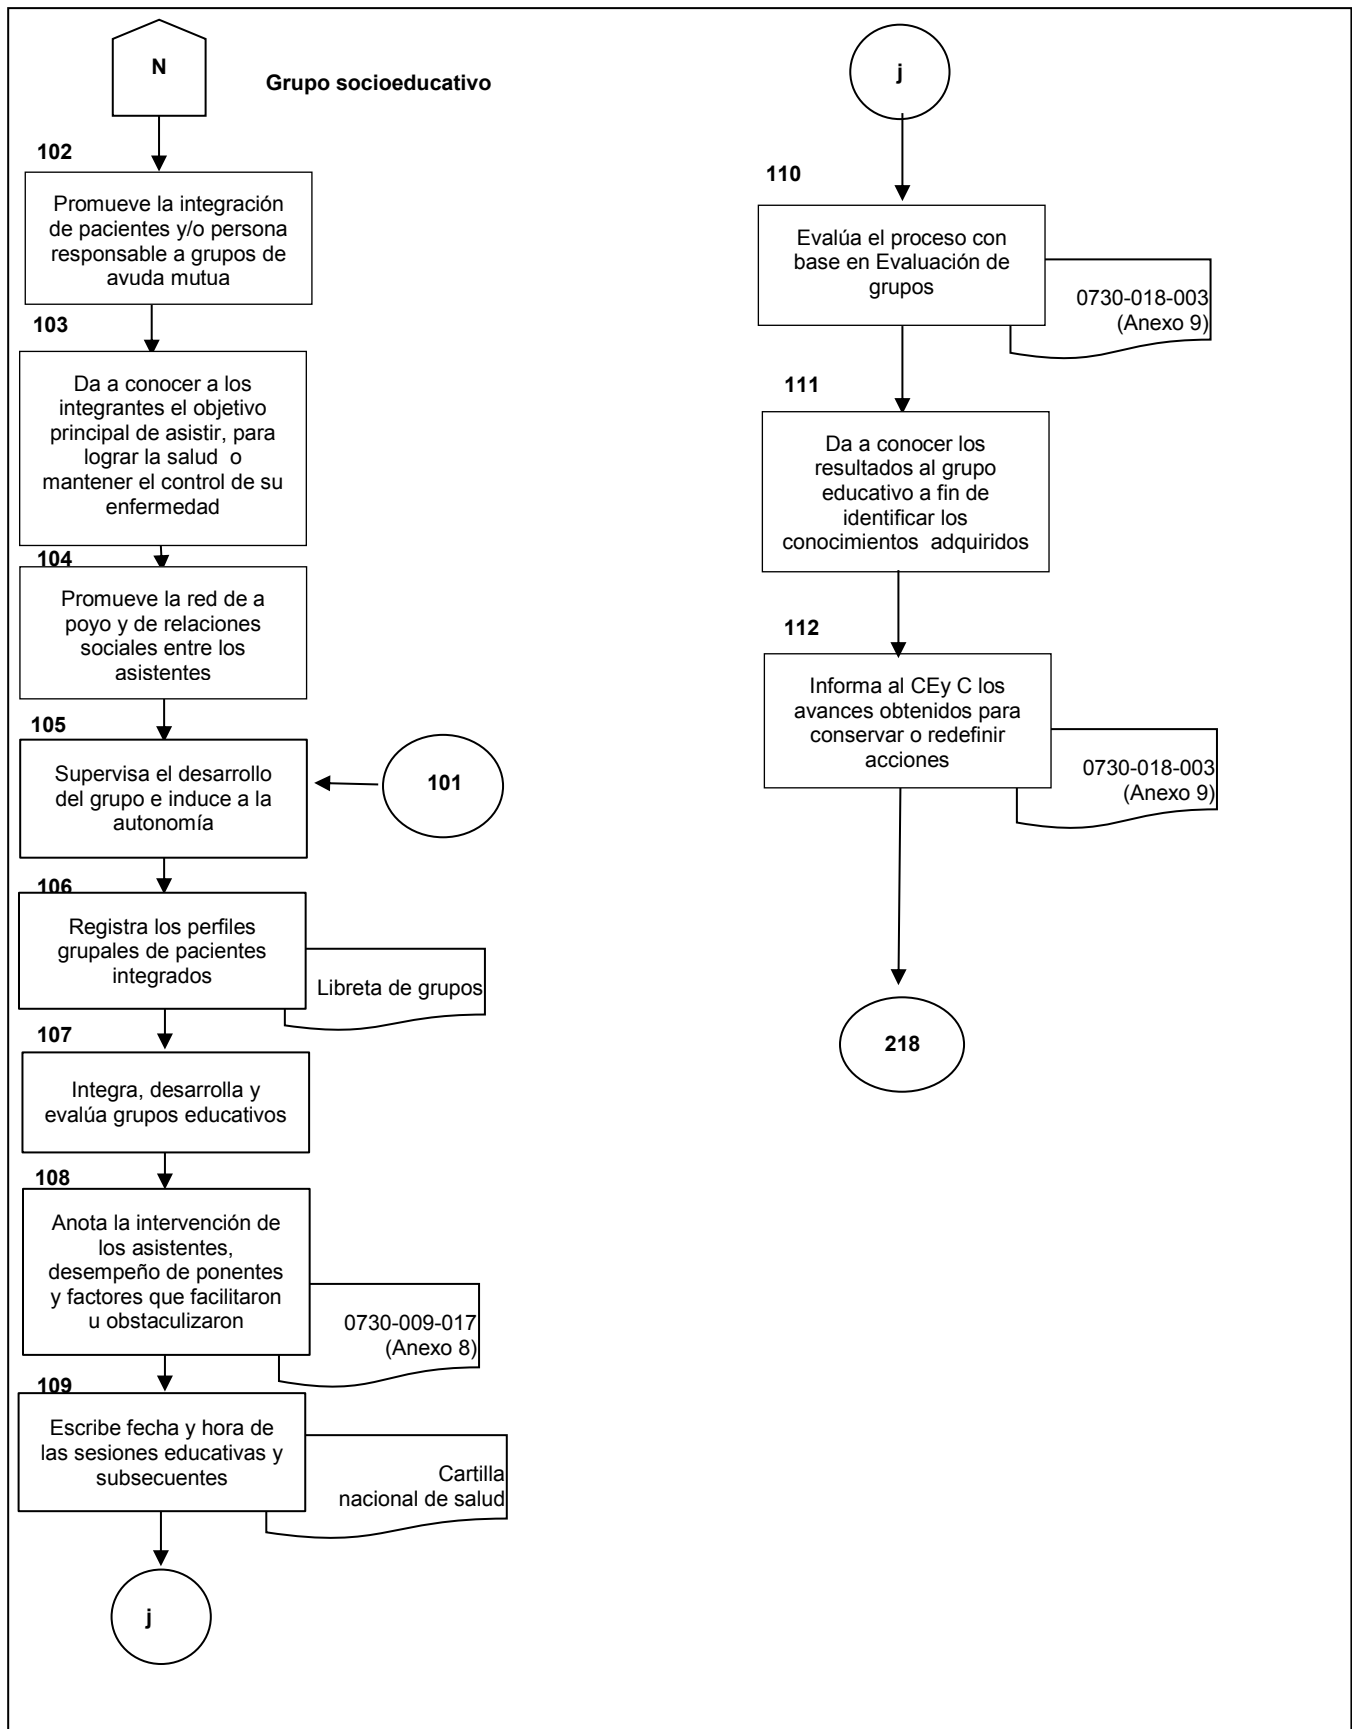 N
Grupo socioeducativo
102
Promueve la integración
de pacientes y/o persona
responsable a grupos de
avuda mutua
103
Da a conocer a los
integrantes el objetivo
principal de asistir, para
lograr la salud o
mantener el control de su
enfermedad
104
Promueve la red de a
poyo y de relaciones
sociales entre los
asistentes
105
Supervisa el desarrollo
del grupo e induce a la
autonomía
101
106
Registra los perfiles
grupales de pacientes
integrados
Libreta de grupos
107
Integra, desarrolla y
evalúa grupos educativos
108
Anota la intervención de
los asistentes,
desempeño de ponentes
y factores que facilitaron
u obstaculizaron
0730-009-017
(Anexo 8)
109
Escribe fecha y hora de
las sesiones educativas y
subsecuentes
Cartilla
nacional de salud
j
j
110
Evalúa el proceso con
base en Evaluación de
grupos
0730-018-003
(Anexo 9)
111
Da a conocer los
resultados al grupo
educativo a fin de
identificar los
conocimientos adquiridos
112
Informa al CEy C los
avances obtenidos para
conservar o redefinir
acciones
0730-018-003
(Anexo 9)
218